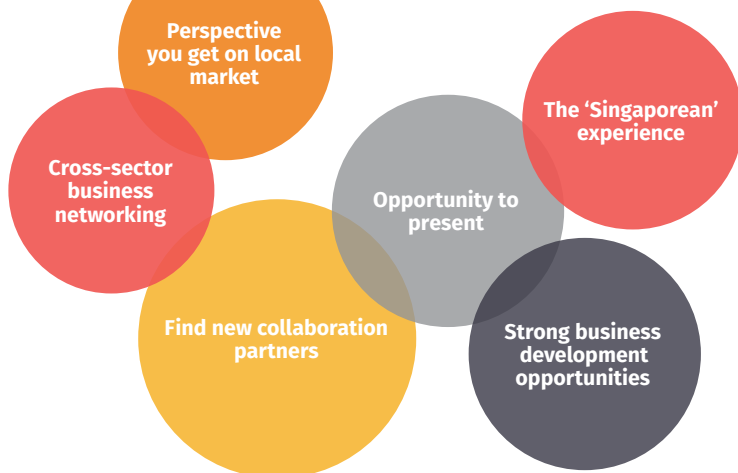 Perspective
you get on local
market
The ‘Singaporean’
experience
Cross-sector
business
networking
Opportunity to
present
Find new collaboration
partners
Strong business
development
opportunities